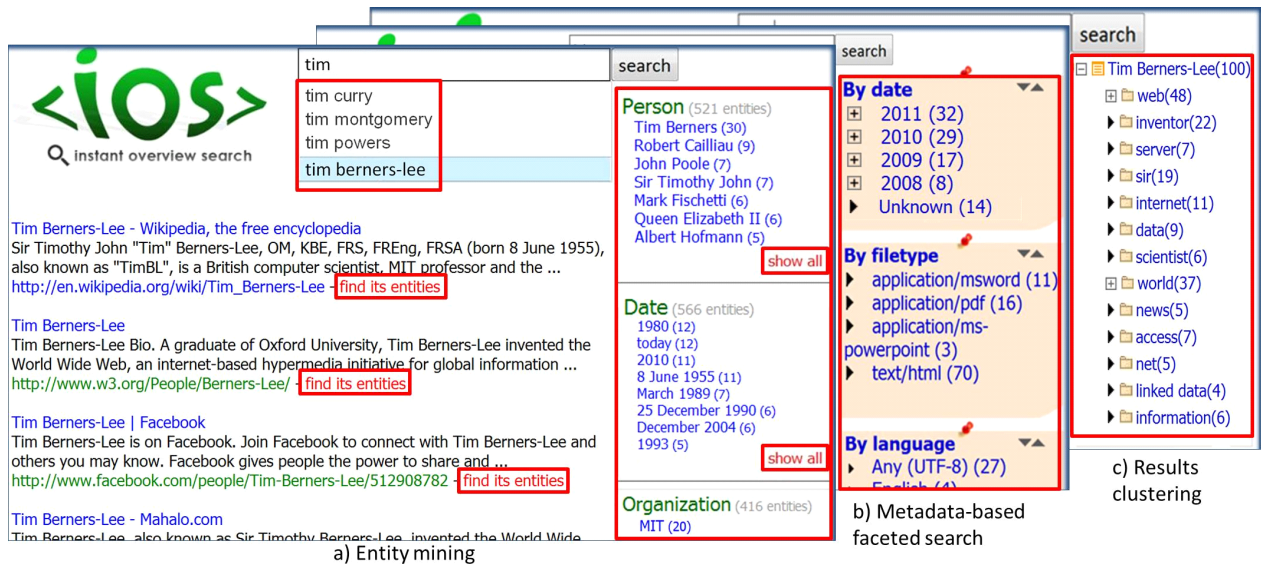 <ios>
instant overview search
tim
search
tim curry
tim montgomery
tim powers
tim berners-lee
Tim Berners-Lee - Wikipedia, the free encyclopedia
Sir Timothy John "Tim" Berners-Lee, OM, KBE, FRS, FREng, FRSA (born 8 June 1955),
also known as "TimBL", is a British computer scientist, MIT professor and the ...
http://en.wikipedia.org/wiki/Tim_Berners-Lee - find its entities
Tim Berners-Lee
Tim Berners-Lee Bio. A graduate of Oxford University, Tim Berners-Lee invented the
World Wide Web, an internet-based hypermedia initiative for global information ...
http://www.w3.org/People/Berners-Lee/ - find its entities
Tim Berners-Lee | Facebook
Tim Berners-Lee is on Facebook. Join Facebook to connect with Tim Berners-Lee and
others you may know. Facebook gives people the power to share and ...
http://www.facebook.com/people/Tim-Berners-Lee/512908782 - find its entities
Tim Berners-Lee - Mahalo.com
Tim Berners-Lee, also known as Sir Timothy Berners-Lee, invented the World Wide
Person (521 entities)
Tim Berners (30)
Robert Cailliau (9)
John Poole (7)
Sir Timothy John (7)
Mark Fischetti (6)
Queen Elizabeth II (6)
Albert Hofmann (5)
show all
Date (566 entities)
1980 (12)
today (12)
2010 (11)
8 June 1955 (11)
March 1989 (7)
25 December 1990 (6)
December 2004 (6)
1993 (5)
show all
Organization (416 entities)
MIT (20)
a) Entity mining
search
By date
2011 (32)
2010 (29)
2009 (17)
2008 (8)
Unknown (14)
By filetype
application/msword (11)
application/pdf (16)
application/ms-
powerpoint (3)
text/html (70)
By language
Any (UTF-8) (27)
English (4)
b) Metadata-based
faceted search
search
Tim Berners-Lee(100)
web(48)
inventor(22)
server(7)
sir(19)
internet(11)
data(9)
scientist(6)
world(37)
news(5)
access(7)
net(5)
linked data(4)
information(6)
c) Results
clustering